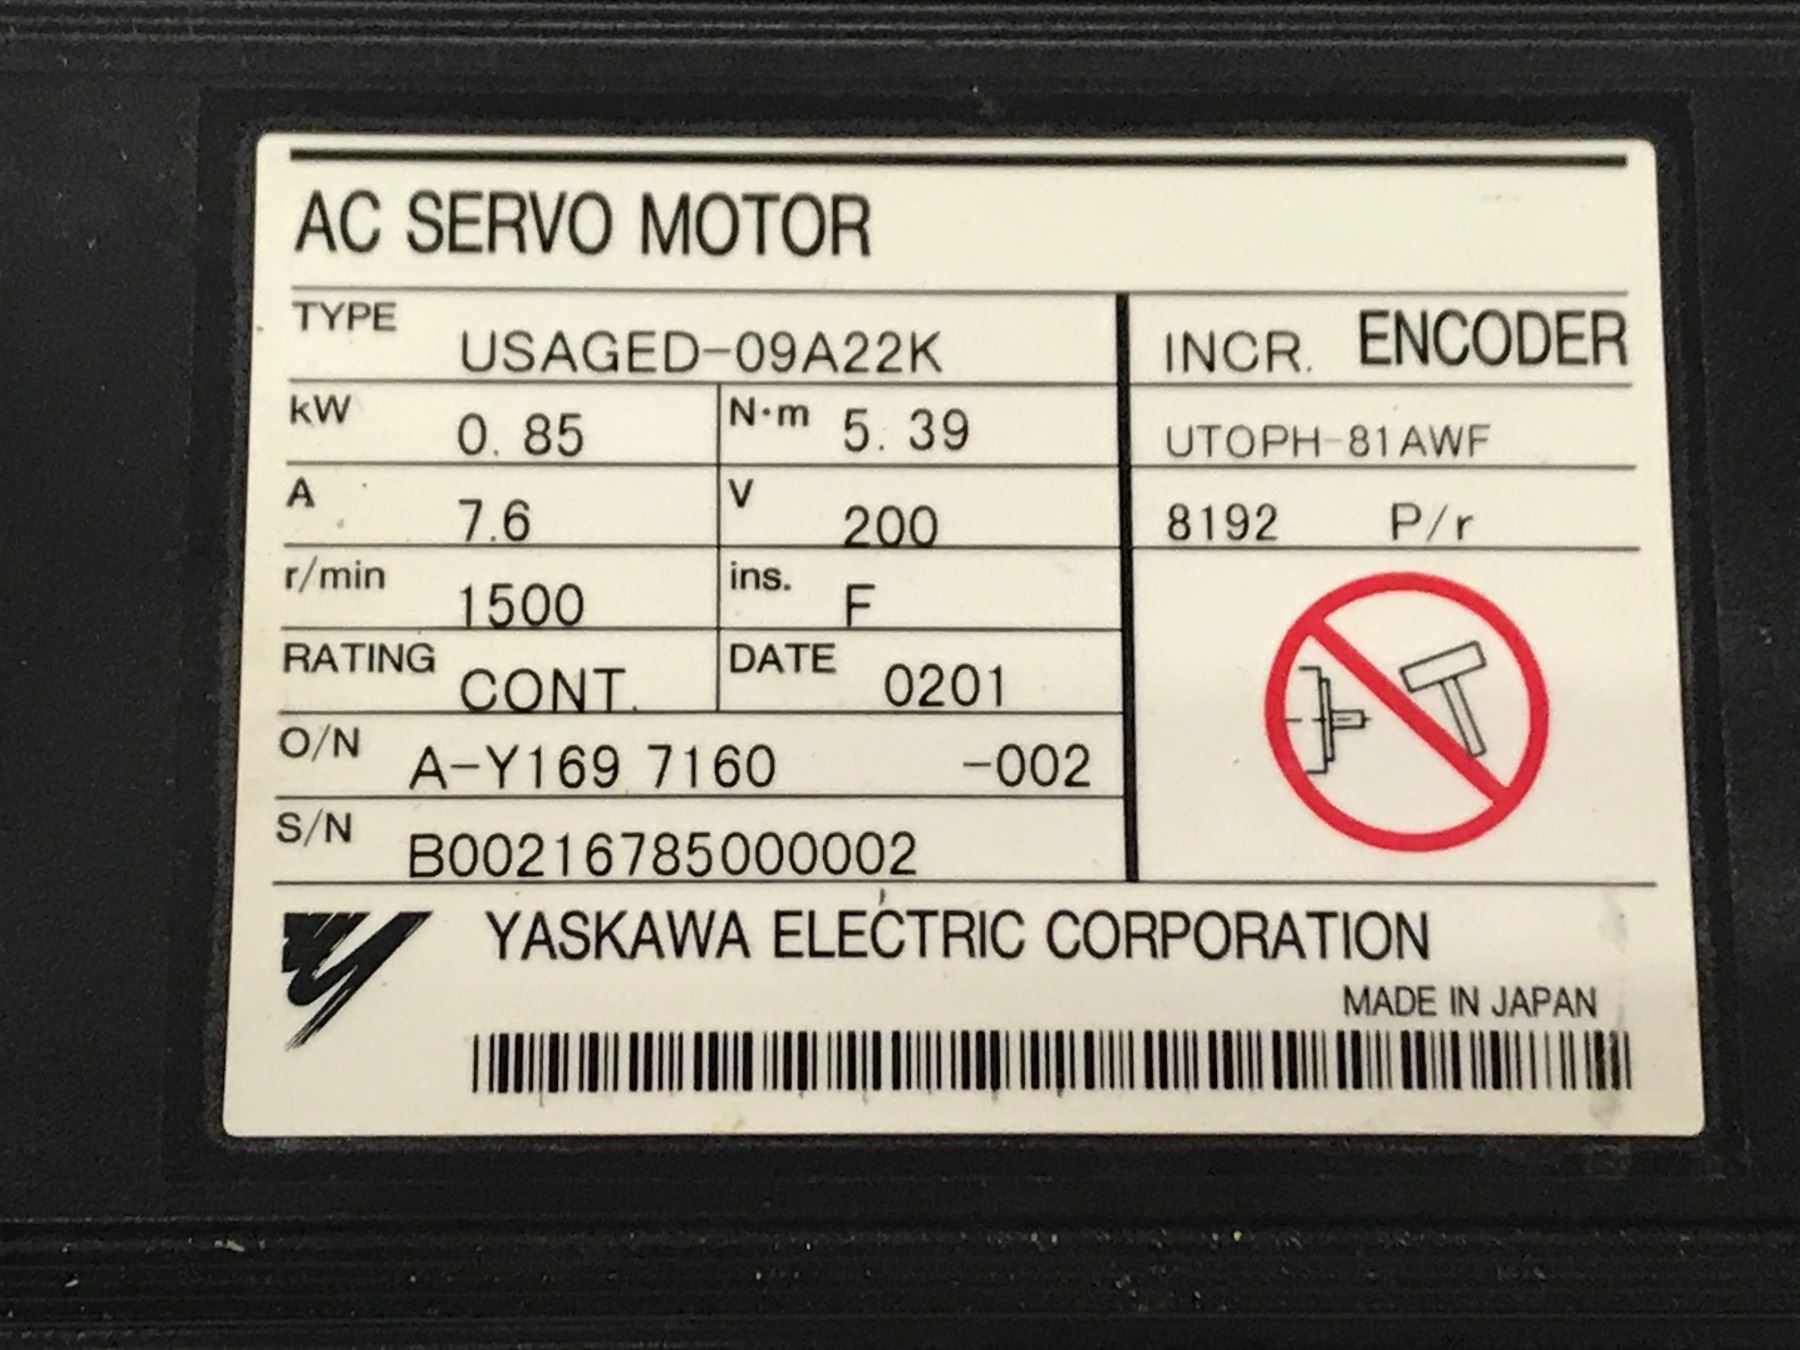 AC SERVO MOTOR
TYPE USAGED-09A22K
INCR. ENCODER
kW 0.85 N·m 5.39
UTOPH-81AWF
A 7.6 V 200
8192 P/r
r/min 1500 ins. F
RATING CONT. DATE 0201
O/N A-Y169 7160 -002
S/N B00216785000002
YASKAWA ELECTRIC CORPORATION
MADE IN JAPAN